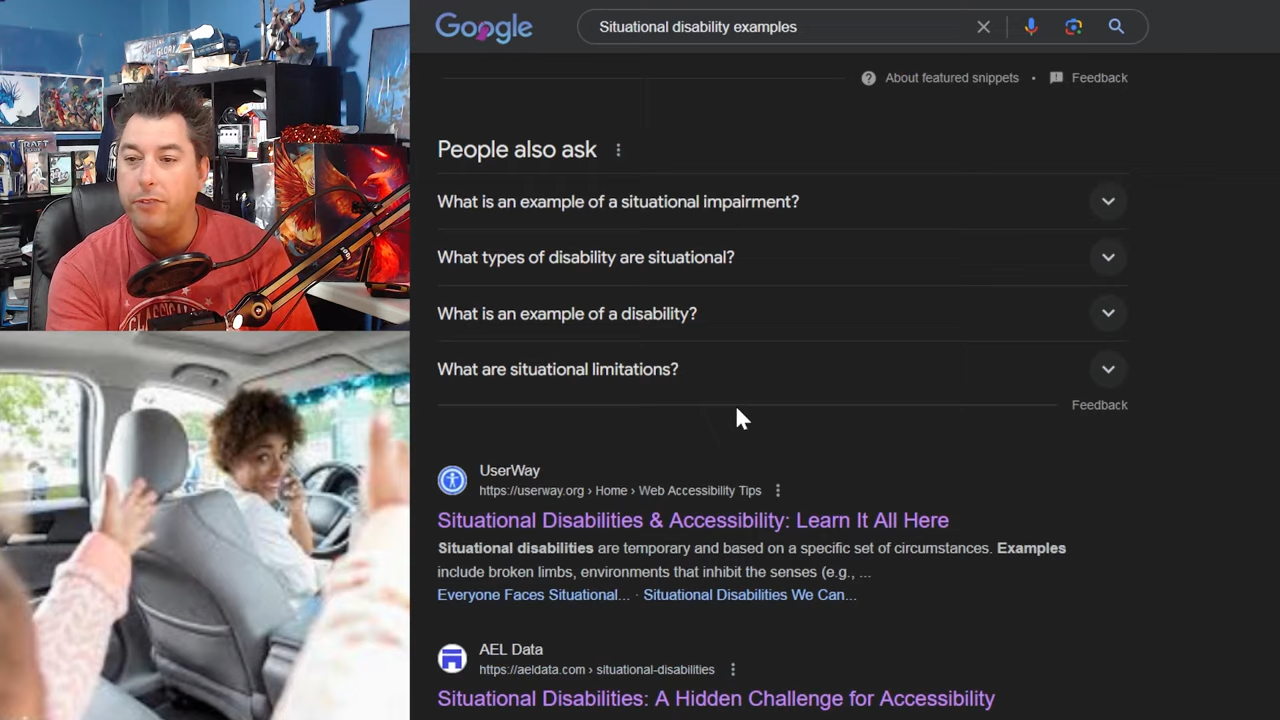 Google
Situational disability examples
About featured snippets • Feedback
People also ask
What is an example of a situational impairment?
What types of disability are situational?
What is an example of a disability?
What are situational limitations?
Feedback
UserWay
https://userway.org › Home › Web Accessibility Tips
Situational Disabilities & Accessibility: Learn It All Here
Situational disabilities are temporary and based on a specific set of circumstances. Examples
include broken limbs, environments that inhibit the senses (e.g., ...
Everyone Faces Situational... · Situational Disabilities We Can...
AEL Data
https://aeldata.com › situational-disabilities
Situational Disabilities: A Hidden Challenge for Accessibility